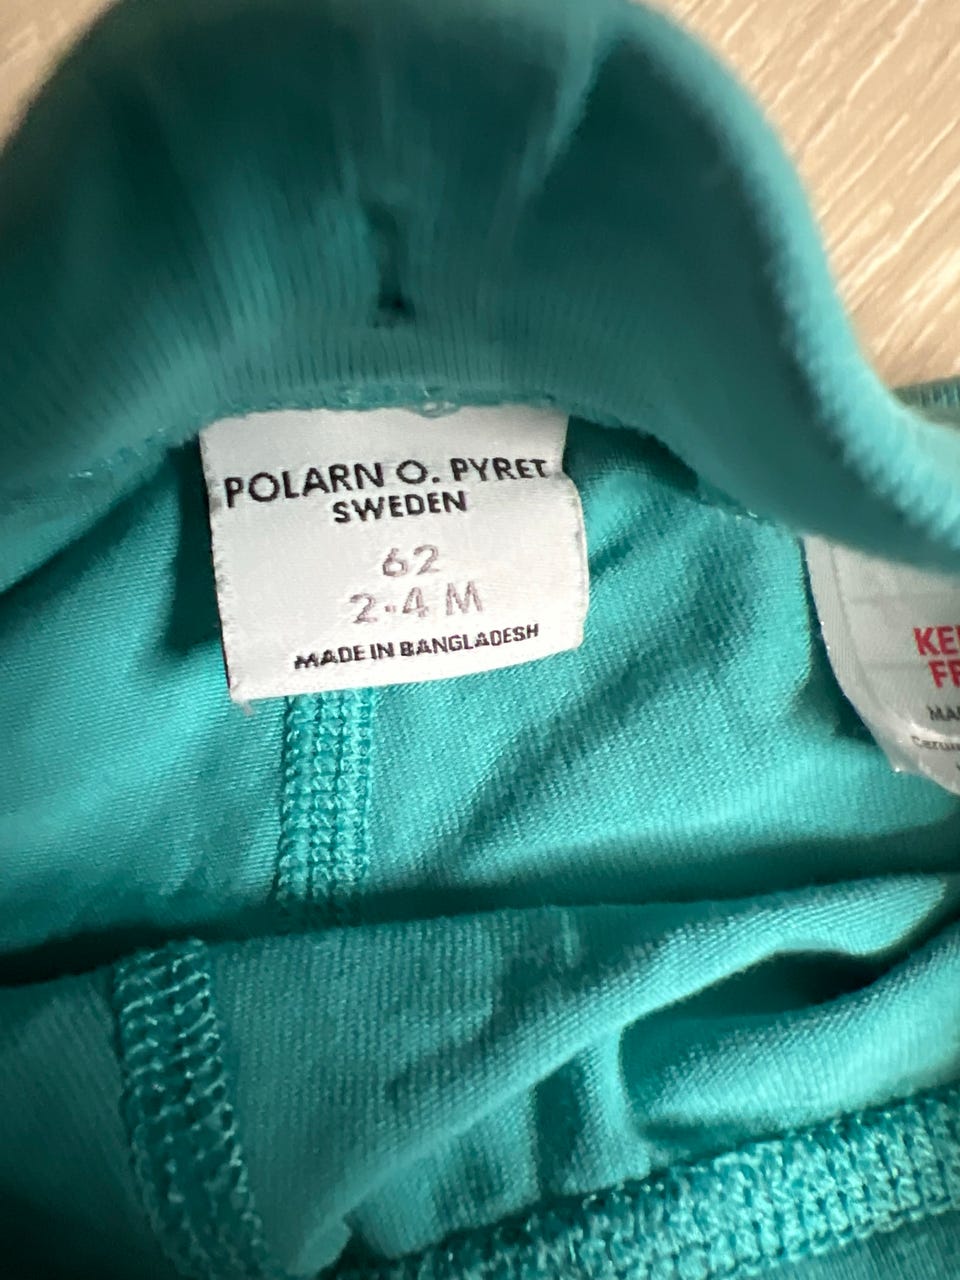 POLARN O. PYRET
SWEDEN
62
2-4 M
MADE IN BANGLADESH